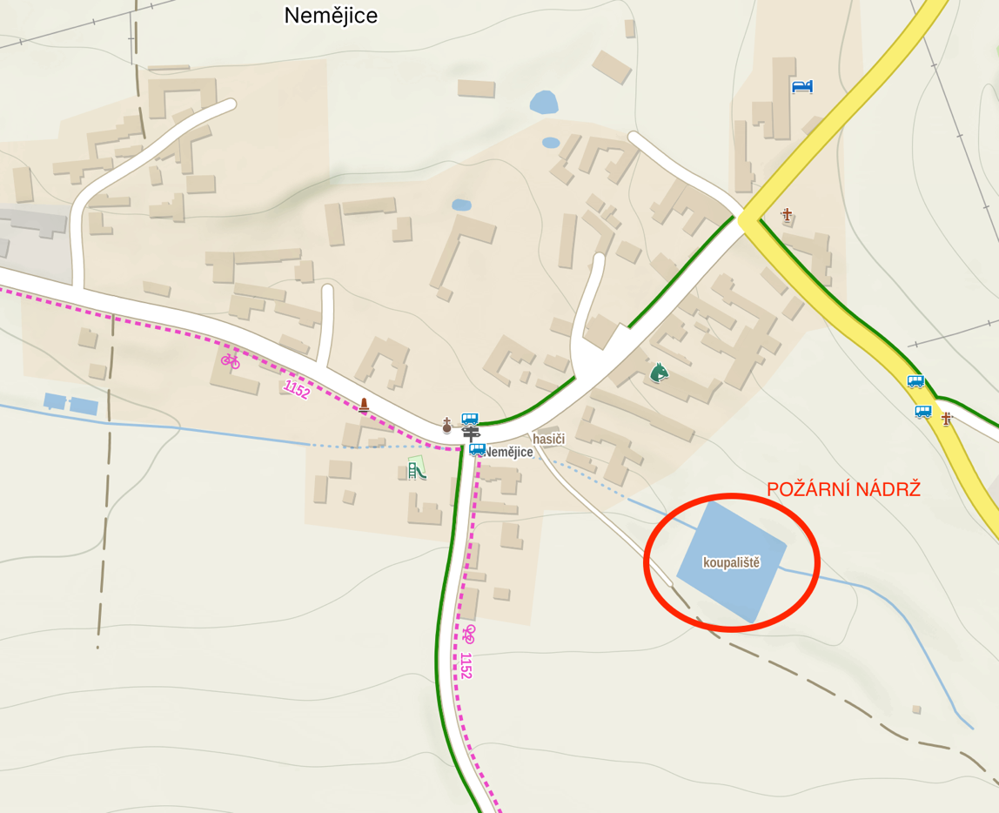 Nemějice
1152
hasiči
Nemějice
POŽÁRNÍ NÁDRŽ
koupaliště
1152